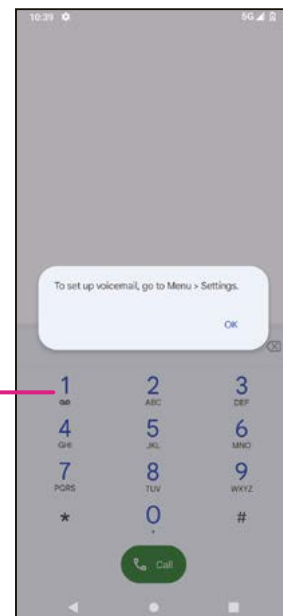 10:39 5G
To set up voicemail, go to Menu > Settings.
OK
1 2 3
ABC DEF
4 5 6
GHI JKL MNO
7 8 9
PQRS TUV WXYZ
* 0 #
+
Call